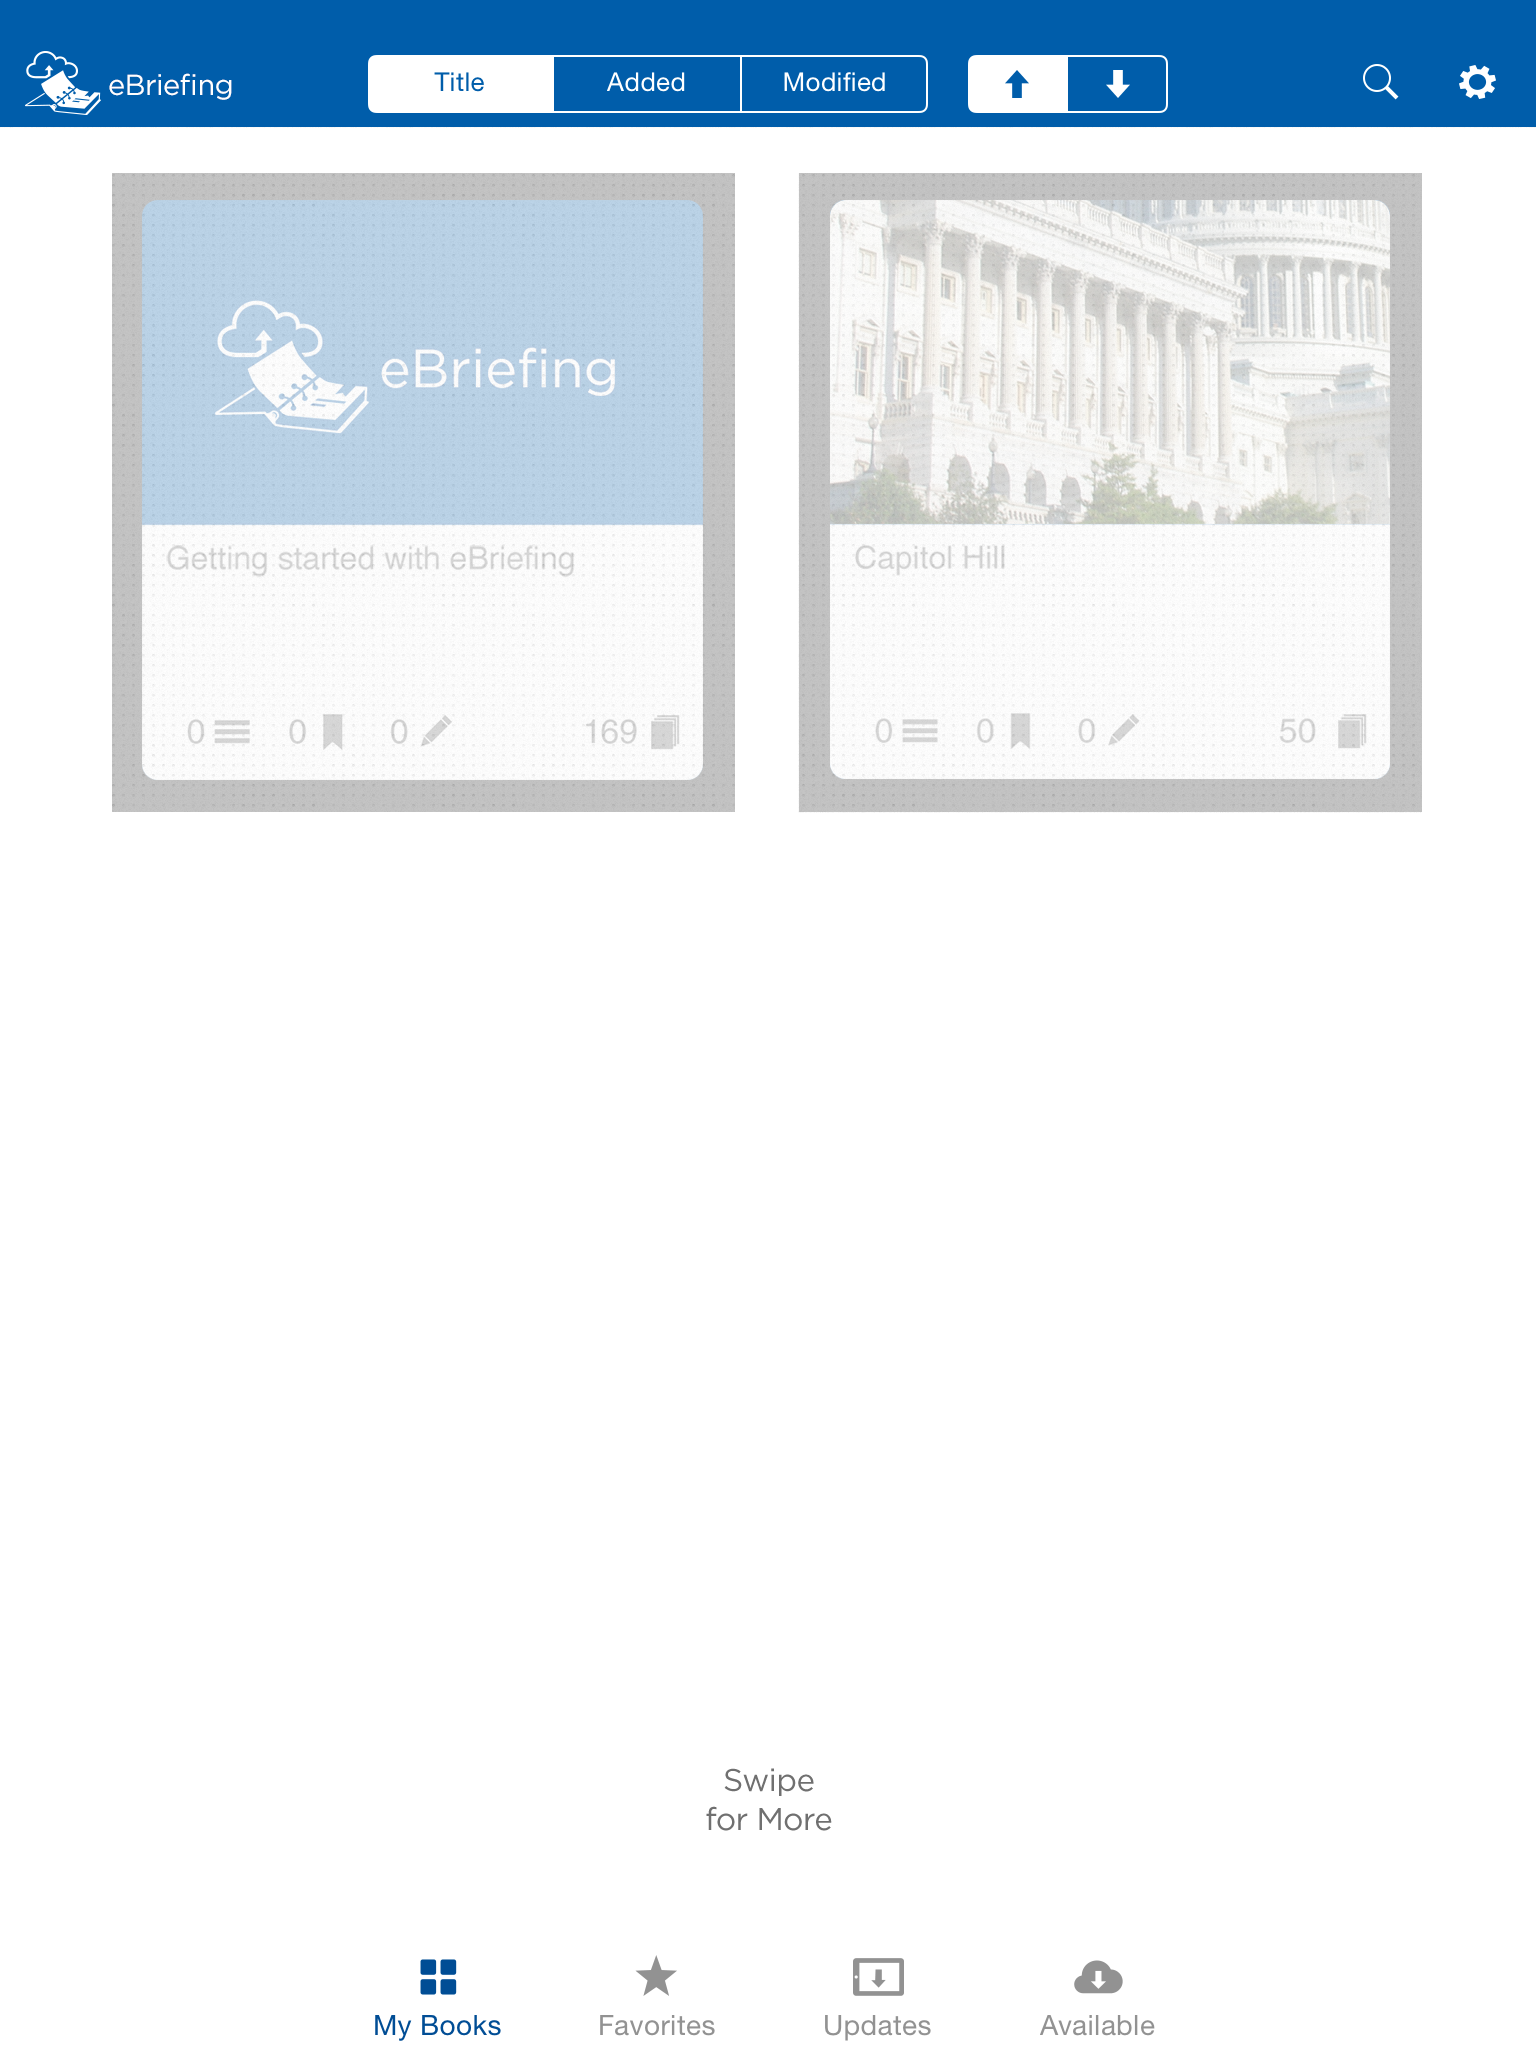 eBriefing
Title
Added
Modified
eBriefing
Getting started with eBriefing
0
0
0
169
Capitol Hill
0
0
0
50
Swipe
for More
My Books
Favorites
Updates
Available